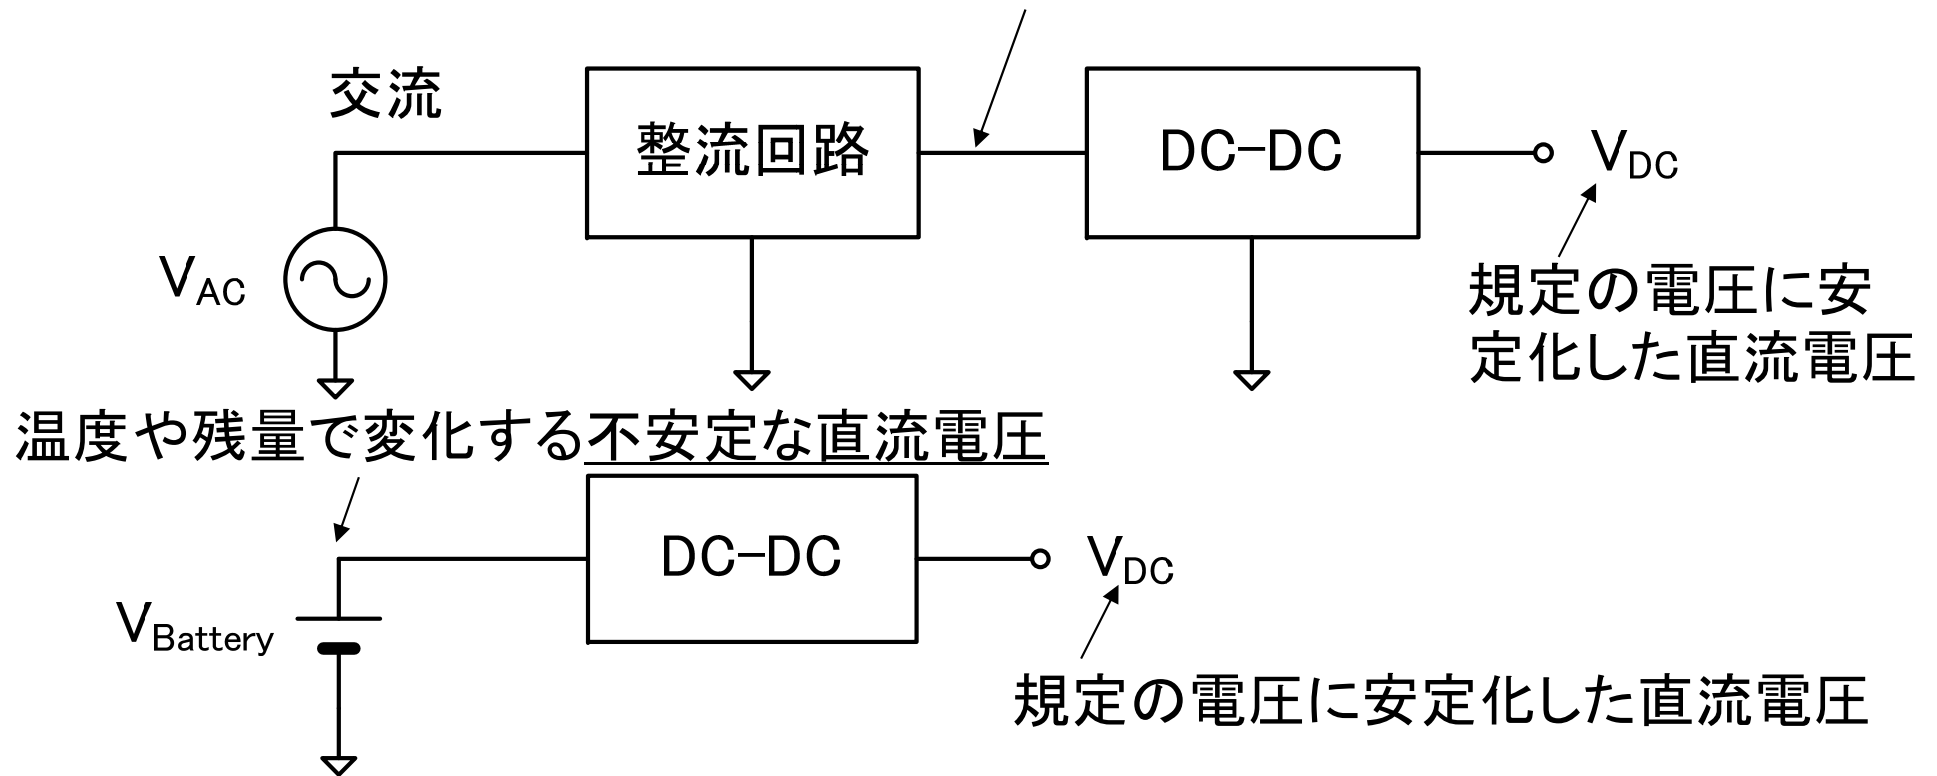 交流
整流回路
DC-DC
VDC
VAC
規定の電圧に安
定化した直流電圧
温度や残量で変化する不安定な直流電圧
DC-DC
VDC
VBattery
規定の電圧に安定化した直流電圧